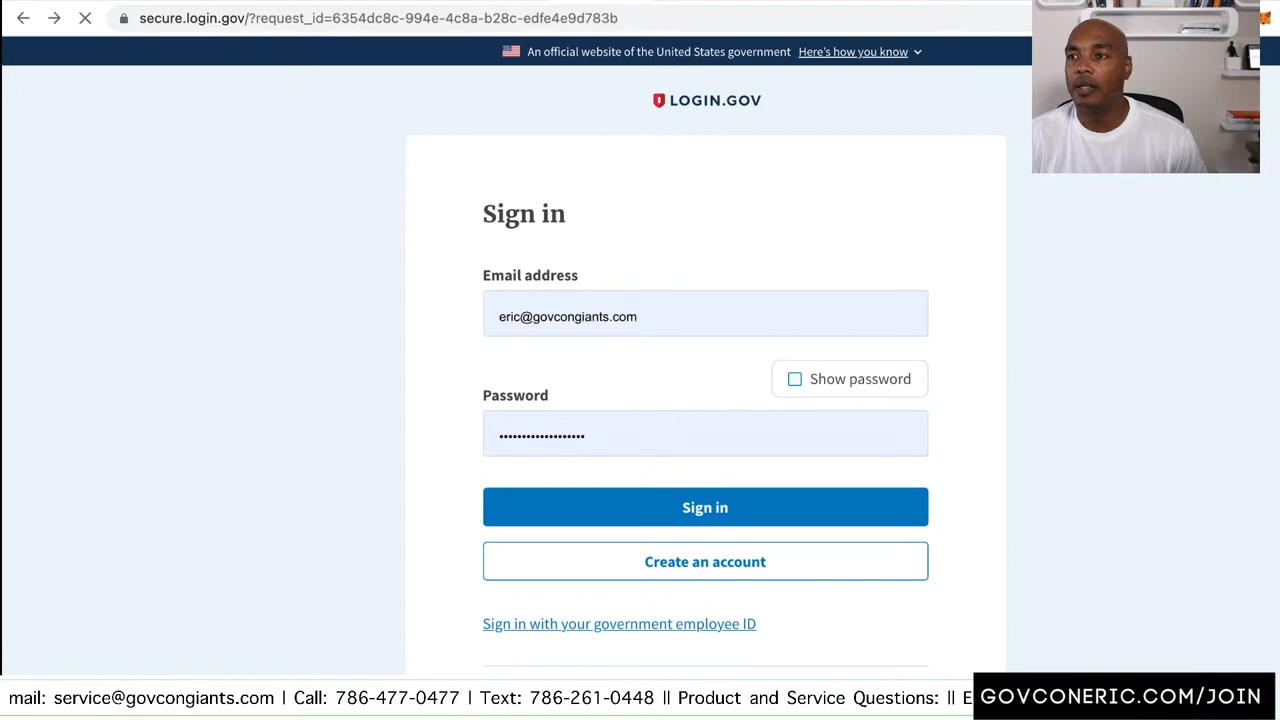 secure.login.gov/?request_id=6354dc8c-994e-4c8a-b28c-edfe4e9d783b
An official website of the United States government Here's how you know
LOGIN.GOV
Sign in
Email address
eric@govcongiants.com
Show password
Password
•••••••••••••••••••
Sign in
Create an account
Sign in with your government employee ID
mail: service@govcongiants.com | Call: 786-477-0477 | Text: 786-261-0448 || Product and Service Questions: || E
GOVCONERIC.COM/JOIN